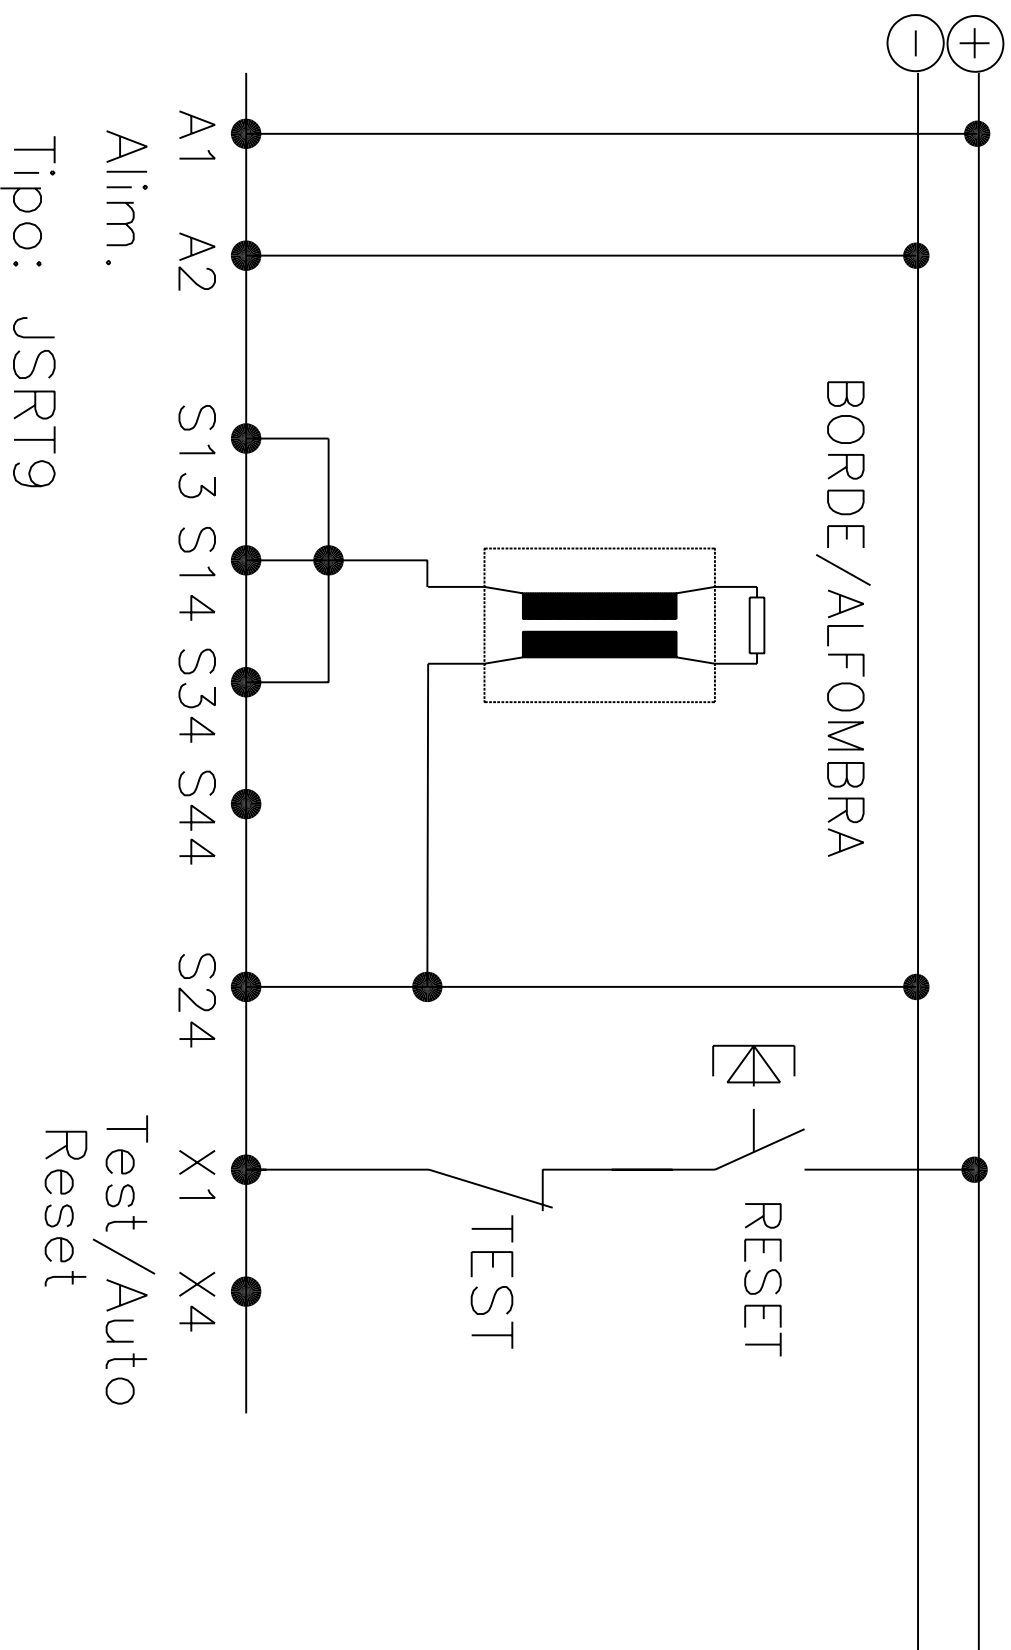 +
-
BORDE/ALFOMBRA
RESET
TEST
A1 A2 S13 S14 S34 S44 S24 X1 X4
Alim. Test/Auto
Reset
Tipo: JSRT9